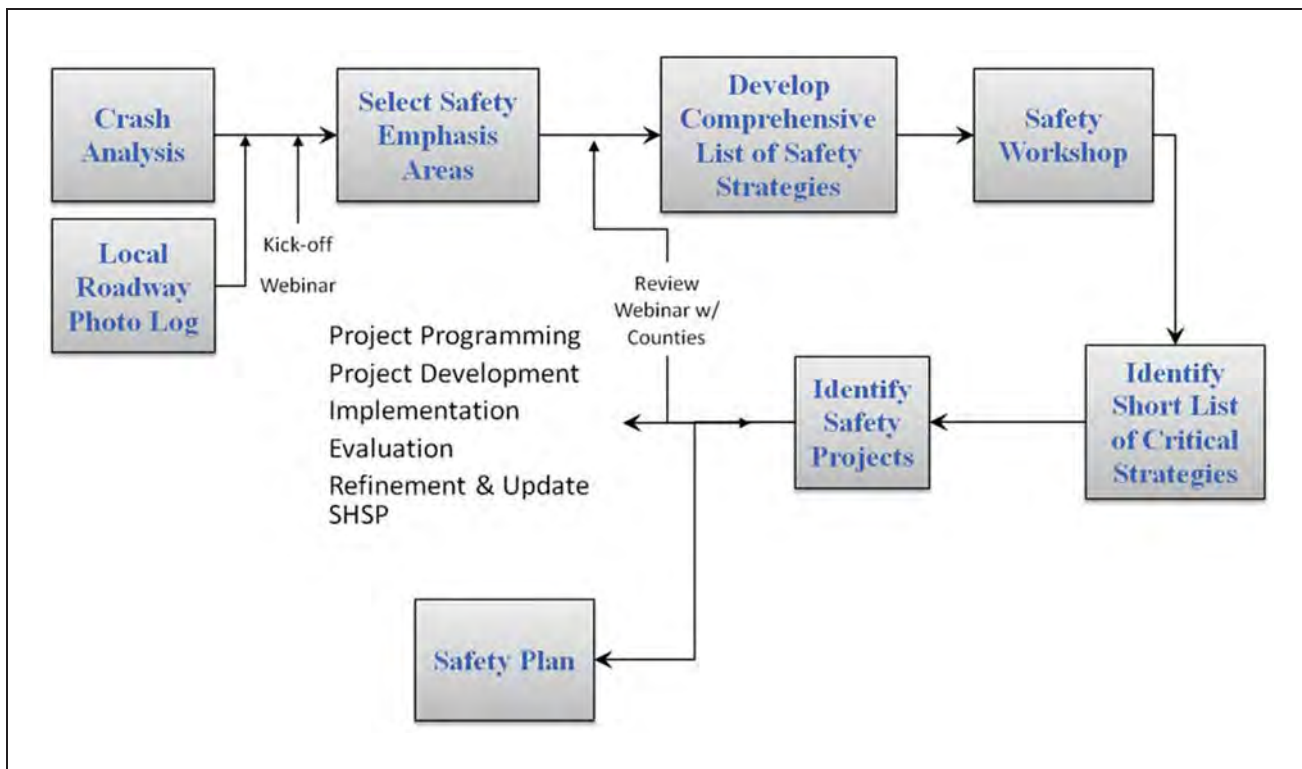 Crash
Analysis
Select Safety
Emphasis
Areas
Develop
Comprehensive
List of Safety
Strategies
Safety
Workshop
Local
Roadway
Photo Log
Kick-off
Webinar
Review
Webinar w/
Counties
Project Programming
Project Development
Implementation
Evaluation
Refinement & Update
SHSP
Identify
Safety
Projects
Identify
Short List
of Critical
Strategies
Safety Plan